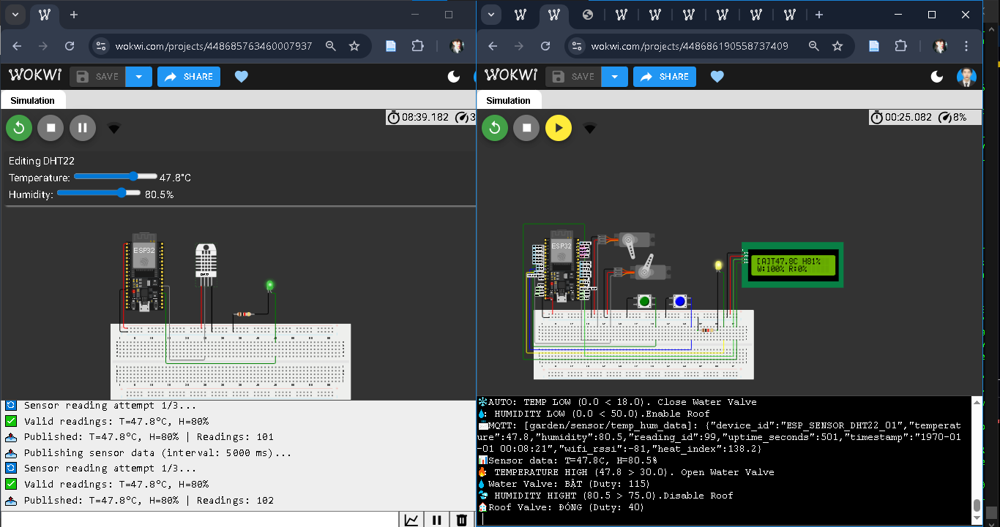 wokwi.com/projects/448685763460007937
WOKWI
SAVE
SHARE
Simulation
08:39.182
3
Editing DHT22
Temperature: 47.8°C
Humidity: 80.5%
ESP32
Sensor reading attempt 1/3...
Valid readings: T=47.8°C, H=80%
Published: T=47.8°C, H=80% | Readings: 101
Publishing sensor data (interval: 5000 ms)...
Sensor reading attempt 1/3...
Valid readings: T=47.8°C, H=80%
Published: T=47.8°C, H=80% | Readings: 102
wokwi.com/projects/448686190558737409
WOKWI
SAVE
SHARE
Simulation
00:25.082
8%
ESP32
[A]T47.8C H81%
W:100% R:0%
AUTO: TEMP LOW (0.0 < 18.0). Close Water Valve
: HUMIDITY LOW (0.0 < 50.0).Enable Roof
MQTT: [garden/sensor/temp_hum_data]: {"device_id":"ESP_SENSOR_DHT22_01","temperat
ure":47.8,"humidity":80.5,"reading_id":99,"uptime_seconds":501,"timestamp":"1970-01
-01 00:08:21","wifi_rssi":-81,"heat_index":138.2}
Sensor data: T=47.8C, H=80.5%
: TEMPERATURE HIGH (47.8 > 30.0). Open Water Valve
Water Valve: BẬT (Duty: 115)
HUMIDITY HIGHT (80.5 > 75.0).Disable Roof
Roof Valve: ĐÓNG (Duty: 40)